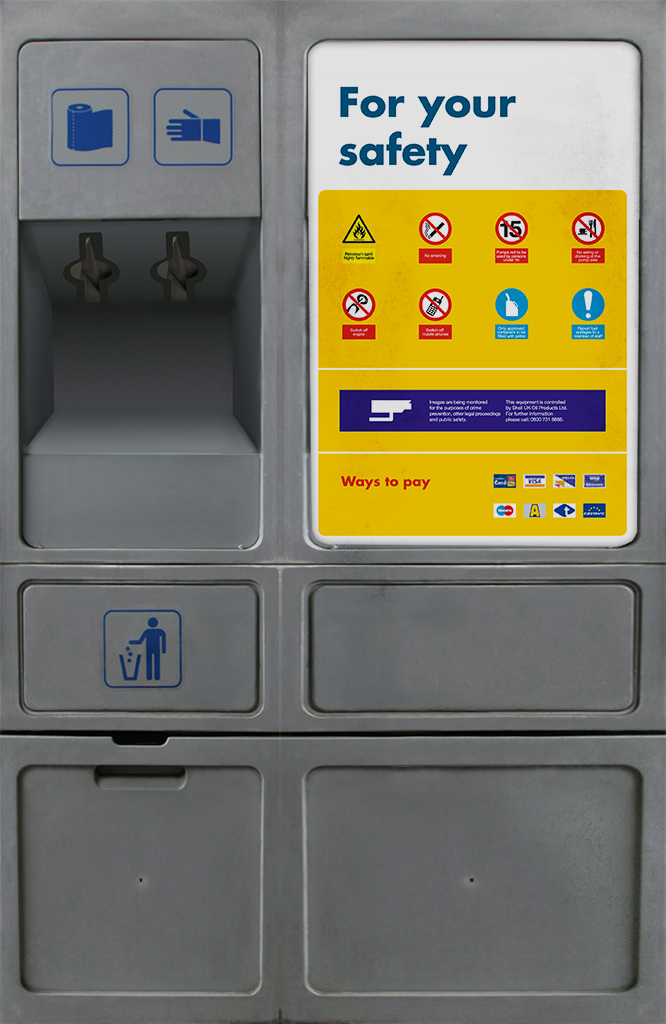 For your
safety
Petroleum spirit
highly flammable
No smoking
15
Pumps not to be
used by persons
under 16
No eating or
drinking at the
pump area
Switch off
engine
Switch off
mobile phones
Only approved
containers to be
filled with petrol
Report fuel
spillages to a
member of staff
Images are being monitored
for the purposes of crime
prevention, other legal proceedings
and public safety.
This equipment is controlled
by Shell UK Oil Products Ltd.
For further information
please call: 0800 731 8888.
Ways to pay
VISA